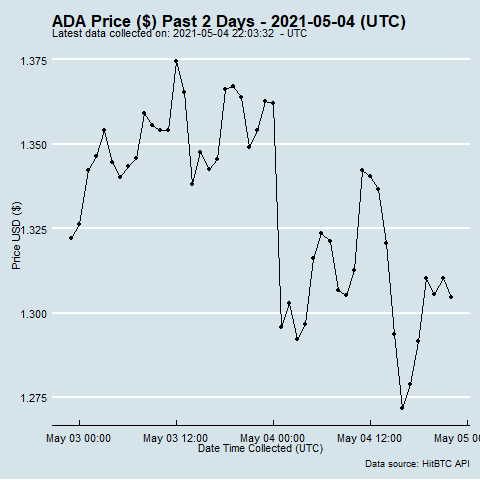 ADA Price ($) Past 2 Days - 2021-05-04 (UTC)
Latest data collected on: 2021-05-04 22:03:32 - UTC
1.375
1.350
1.325
1.300
1.275
Price USD ($)
May 03 00:00 May 03 12:00 May 04 00:00 May 04 12:00 May 05 0
Date Time Collected (UTC)
Data source: HitBTC API